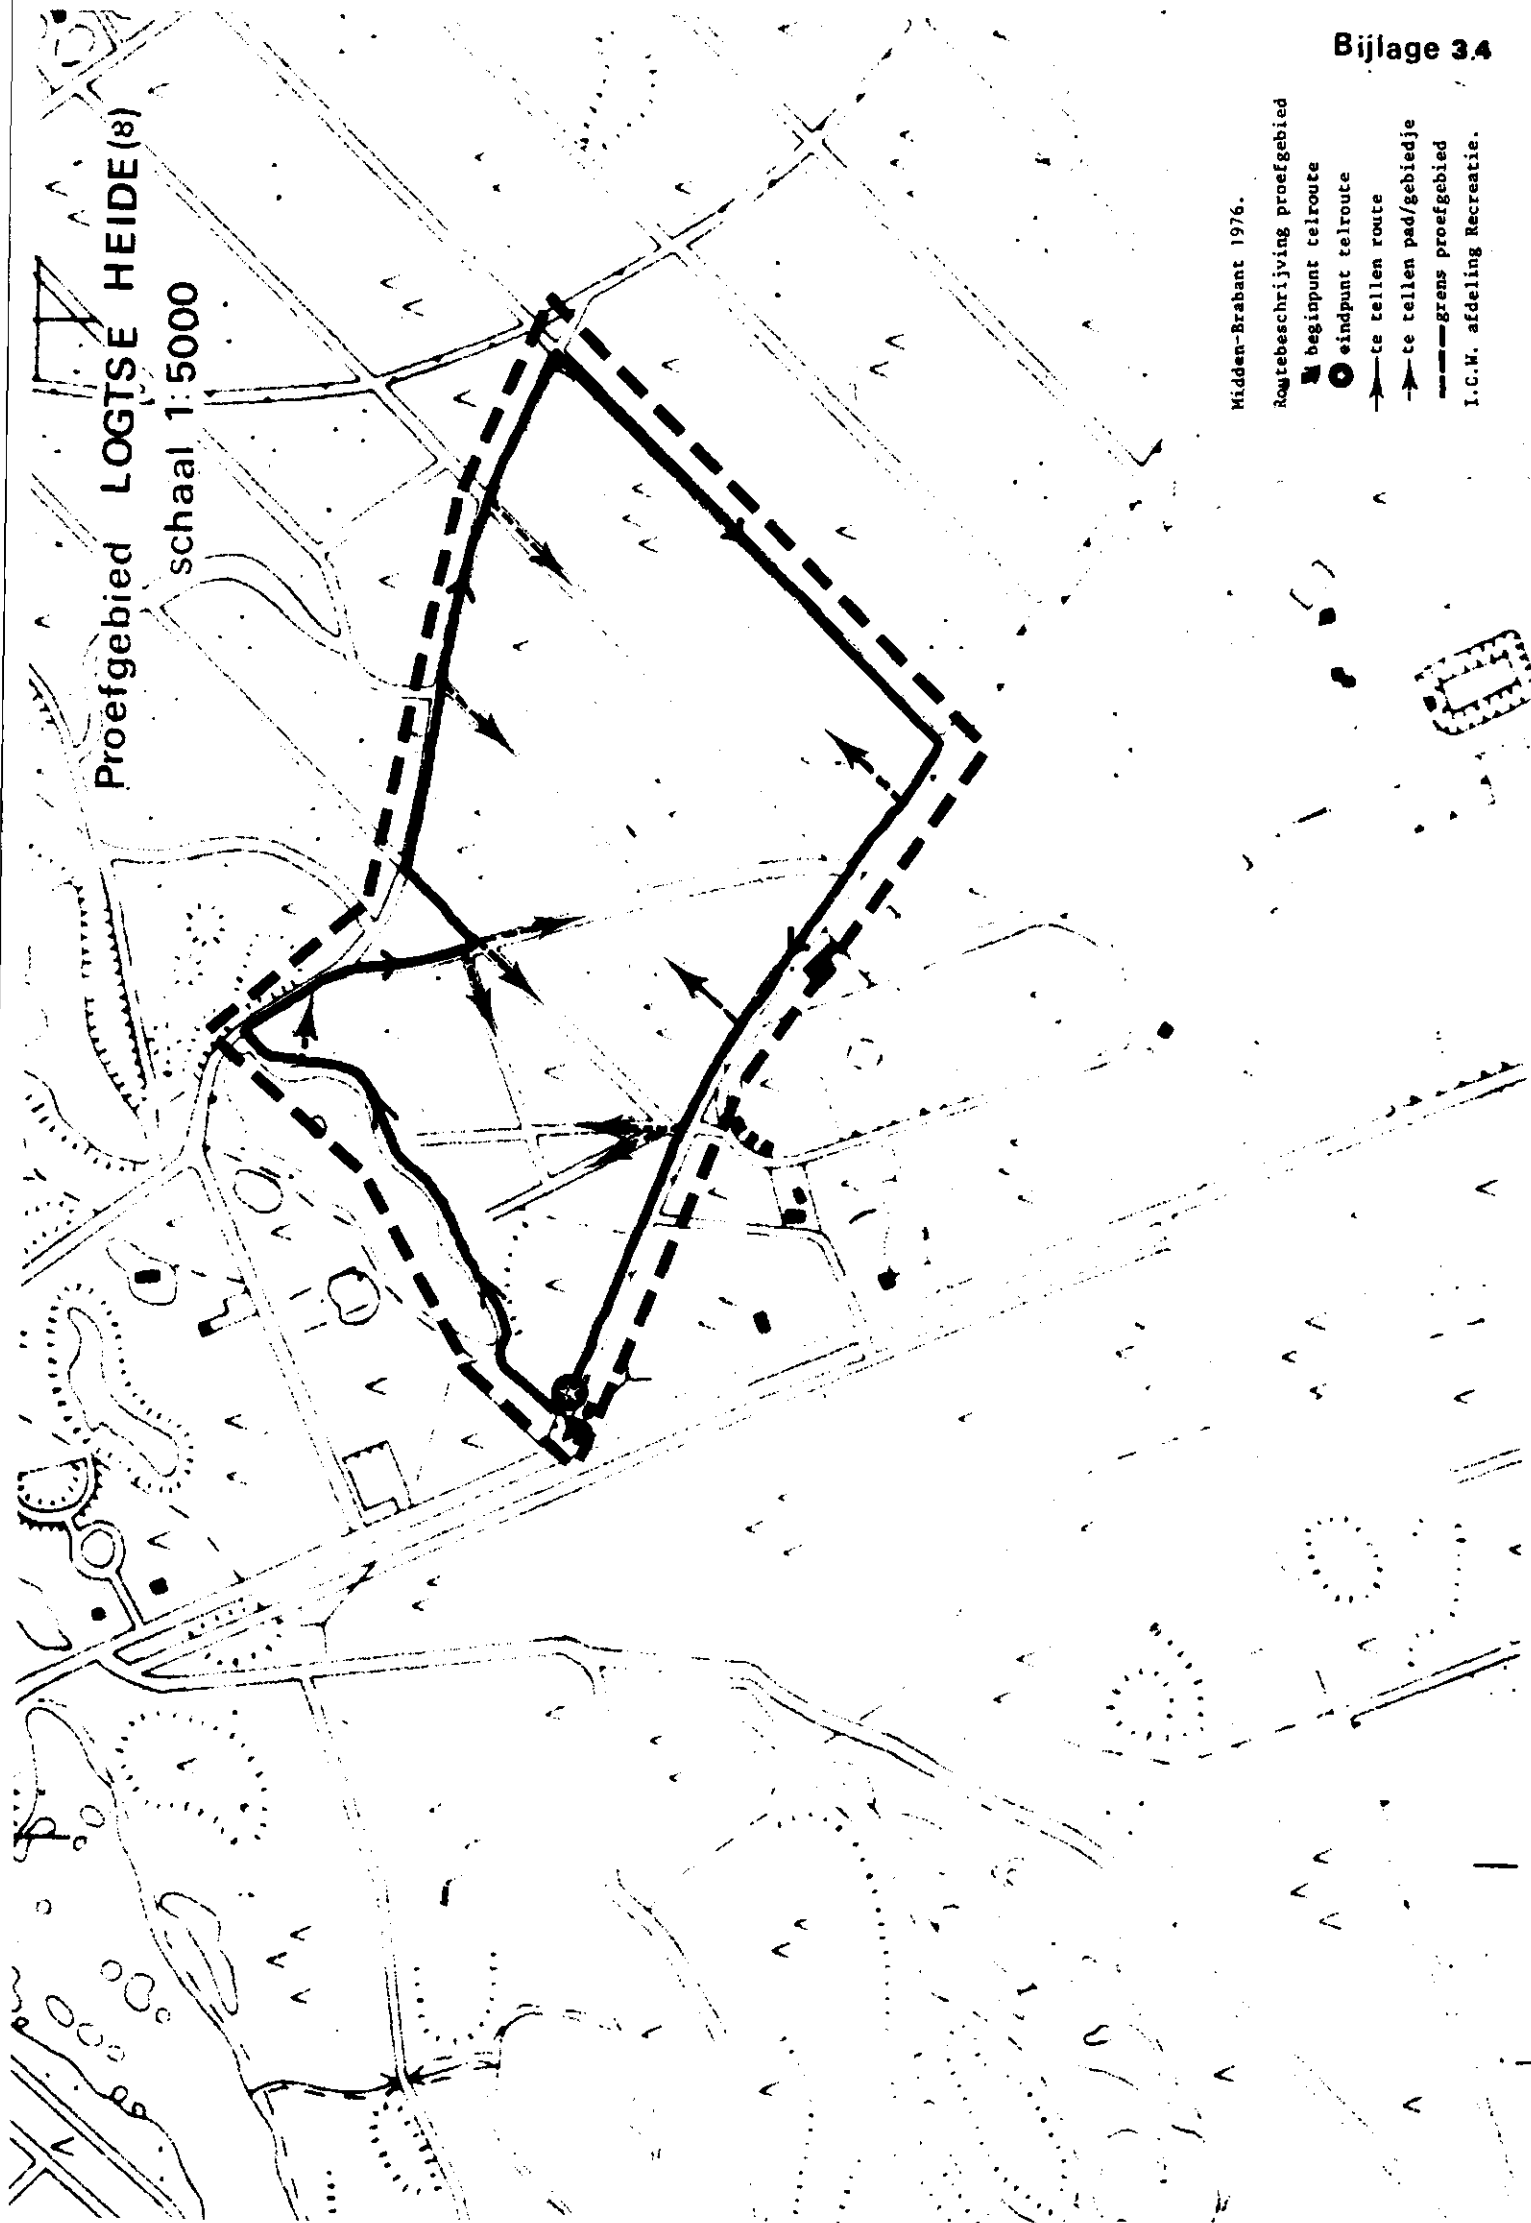 Bijlage 3.4
Proefgebied LOGTSE HEIDE (8)
schaal 1:5000
Midden-Brabant 1976.
Routebeschrijving proefgebied
beginpunt telroute
eindpunt telroute
te tellen route
te tellen pad/gebiedje
grens proefgebied
I.C.W. afdeling Recreatie.